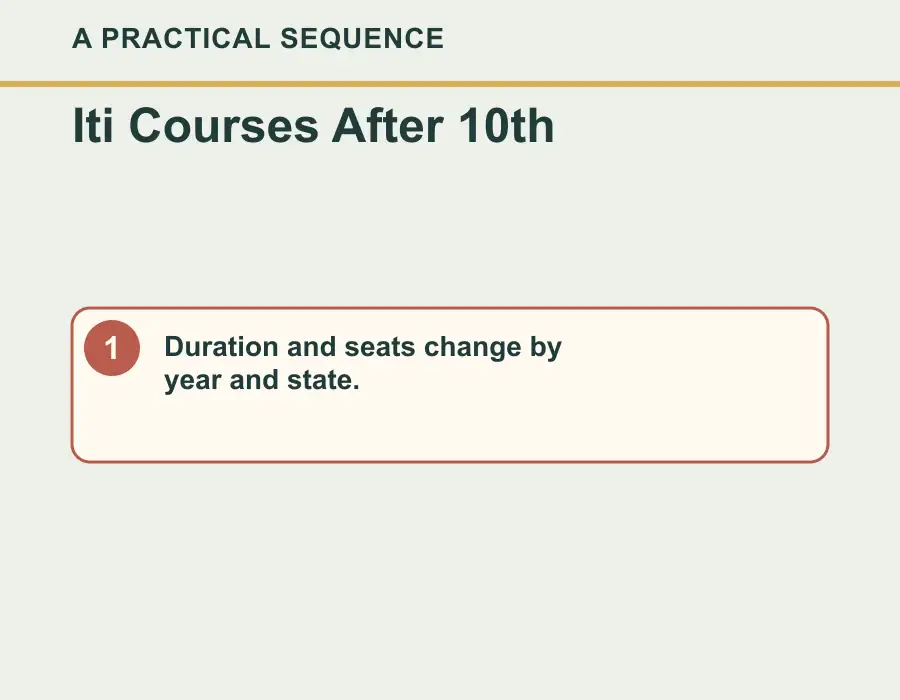 A PRACTICAL SEQUENCE
Iti Courses After 10th
1
Duration and seats change by
year and state.